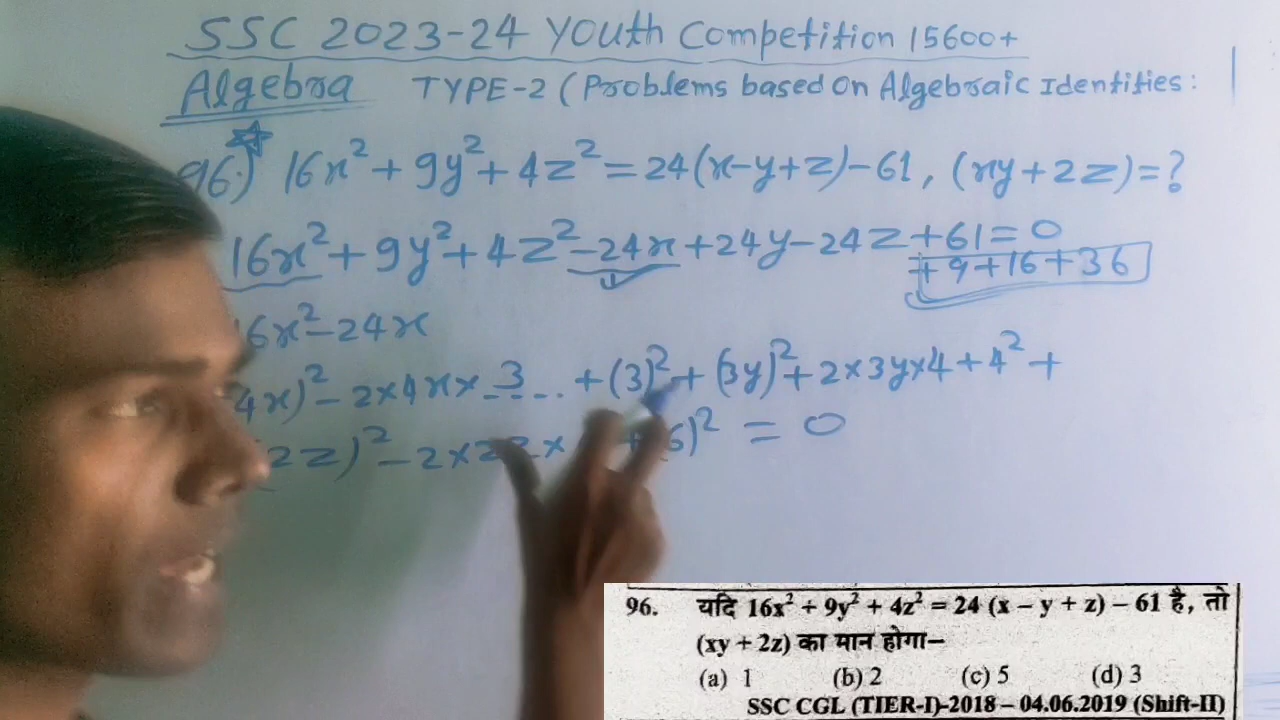 SSC 2023-24 Youth Competition 15600+
Algebra TYPE-2 (Problems based on Algebraic Identities:
96.) 16x² + 9y² + 4z² = 24(x-y+z)-61, (xy+2z)=?
16x² + 9y² + 4z² - 24x + 24y - 24z + 61 = 0
+ 9 + 16 + 36
6x² - 24x
4x)² - 2×4x× 3 + (3)² + (3y)² + 2×3y×4 + 4² +
2z)² - 2×2z× + 6)² = 0
96. यदि 16x² + 9y² + 4z² = 24 (x – y + z) – 61 है, तो
(xy + 2z) का मान होगा–
(a) 1 (b) 2 (c) 5 (d) 3
SSC CGL (TIER-I)-2018 – 04.06.2019 (Shift-II)